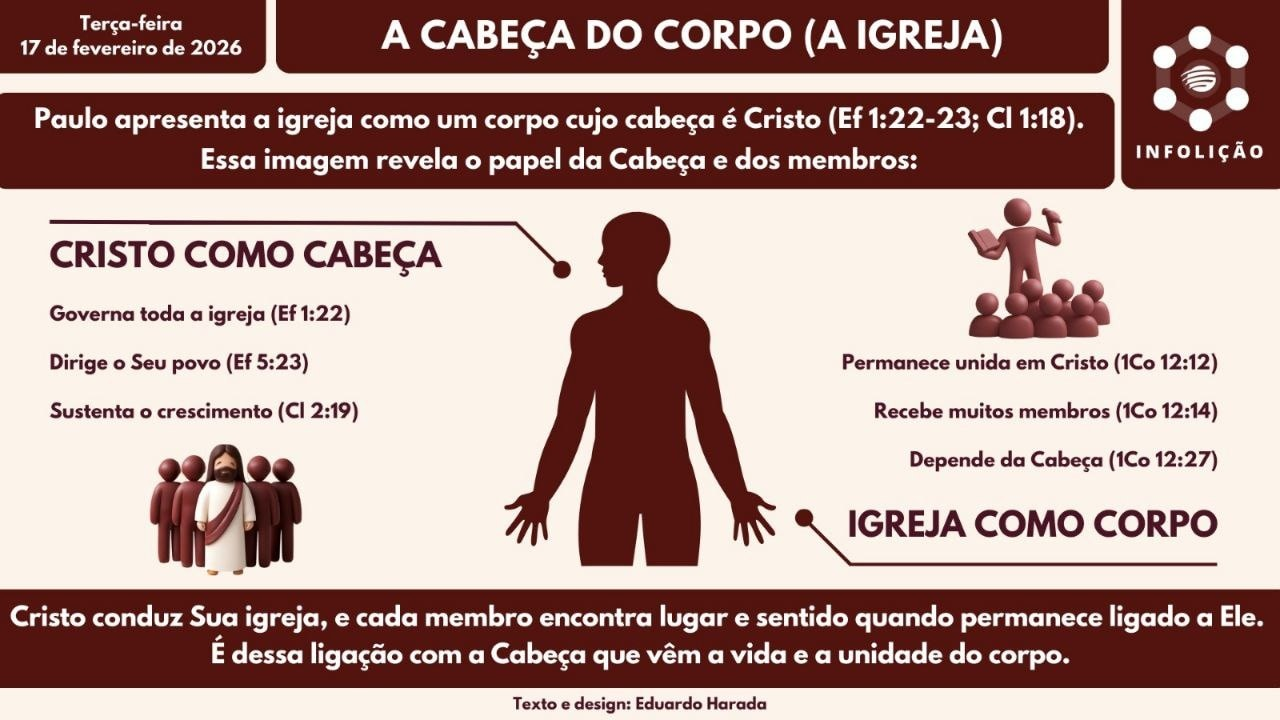 Terça-feira
17 de fevereiro de 2026
A CABEÇA DO CORPO (A IGREJA)
INFOLIÇÃO
Paulo apresenta a igreja como um corpo cujo cabeça é Cristo (Ef 1:22-23; Cl 1:18).
Essa imagem revela o papel da Cabeça e dos membros:
CRISTO COMO CABEÇA
Governa toda a igreja (Ef 1:22)
Dirige o Seu povo (Ef 5:23)
Sustenta o crescimento (Cl 2:19)
Permanece unida em Cristo (1Co 12:12)
Recebe muitos membros (1Co 12:14)
Depende da Cabeça (1Co 12:27)
IGREJA COMO CORPO
Cristo conduz Sua igreja, e cada membro encontra lugar e sentido quando permanece ligado a Ele.
É dessa ligação com a Cabeça que vêm a vida e a unidade do corpo.
Texto e design: Eduardo Harada